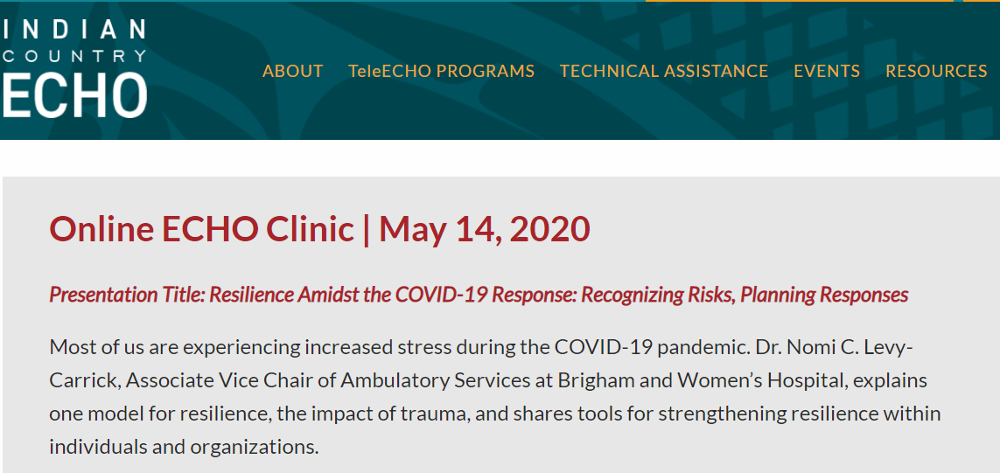 INDIAN
COUNTRY
ECHO
ABOUT TeleECHO PROGRAMS TECHNICAL ASSISTANCE EVENTS RESOURCES
Online ECHO Clinic | May 14, 2020
Presentation Title: Resilience Amidst the COVID-19 Response: Recognizing Risks, Planning Responses
Most of us are experiencing increased stress during the COVID-19 pandemic. Dr. Nomi C. Levy-
Carrick, Associate Vice Chair of Ambulatory Services at Brigham and Women’s Hospital, explains
one model for resilience, the impact of trauma, and shares tools for strengthening resilience within
individuals and organizations.